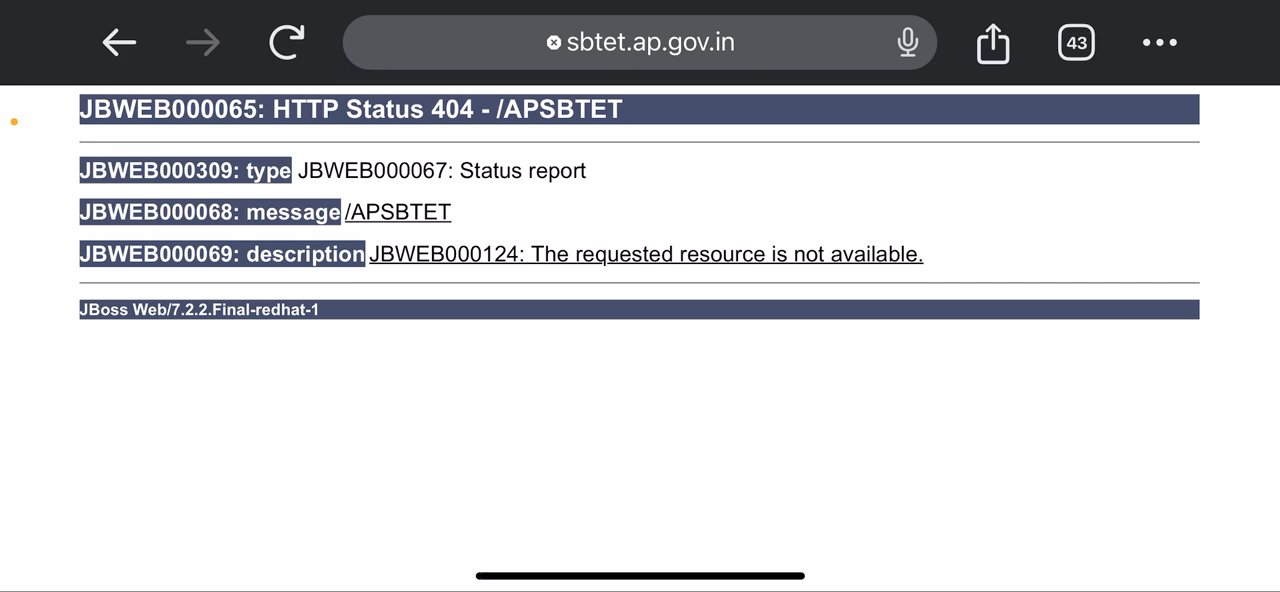 sbtet.ap.gov.in
43
JBWEB000065: HTTP Status 404 - /APSBTET
JBWEB000309: type JBWEB000067: Status report
JBWEB000068: message /APSBTET
JBWEB000069: description JBWEB000124: The requested resource is not available.
JBoss Web/7.2.2.Final-redhat-1